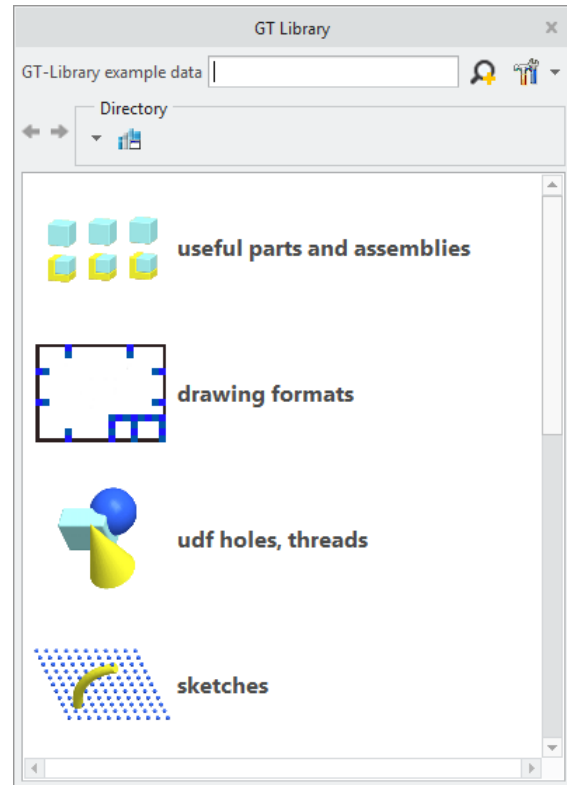 GT Library
GT-Library example data
Directory
useful parts and assemblies
drawing formats
udf holes, threads
sketches